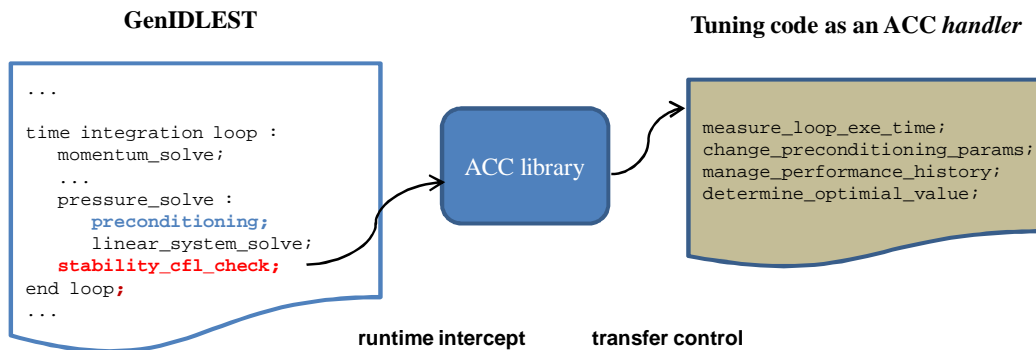 GenIDLEST
...
time integration loop :
momentum_solve;
...
pressure_solve :
preconditioning;
linear_system_solve;
stability_cfl_check;
end loop;
...
ACC library
runtime intercept
transfer control
Tuning code as an ACC handler
measure_loop_exe_time;
change_preconditioning_params;
manage_performance_history;
determine_optimial_value;